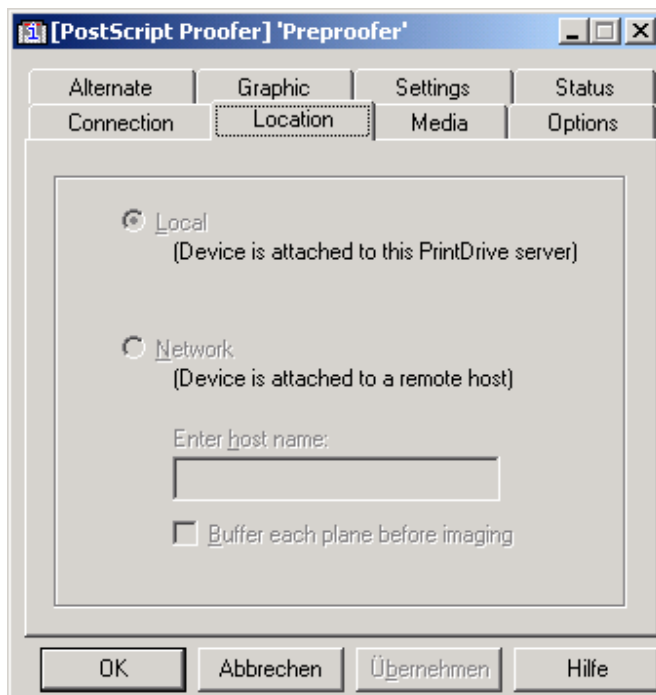 [PostScript Proofer] 'Preproofer'
Alternate Graphic Settings Status
Connection Location Media Options
Local
(Device is attached to this PrintDrive server)
Network
(Device is attached to a remote host)
Enter host name:
Buffer each plane before imaging
OK Abbrechen Übernehmen Hilfe